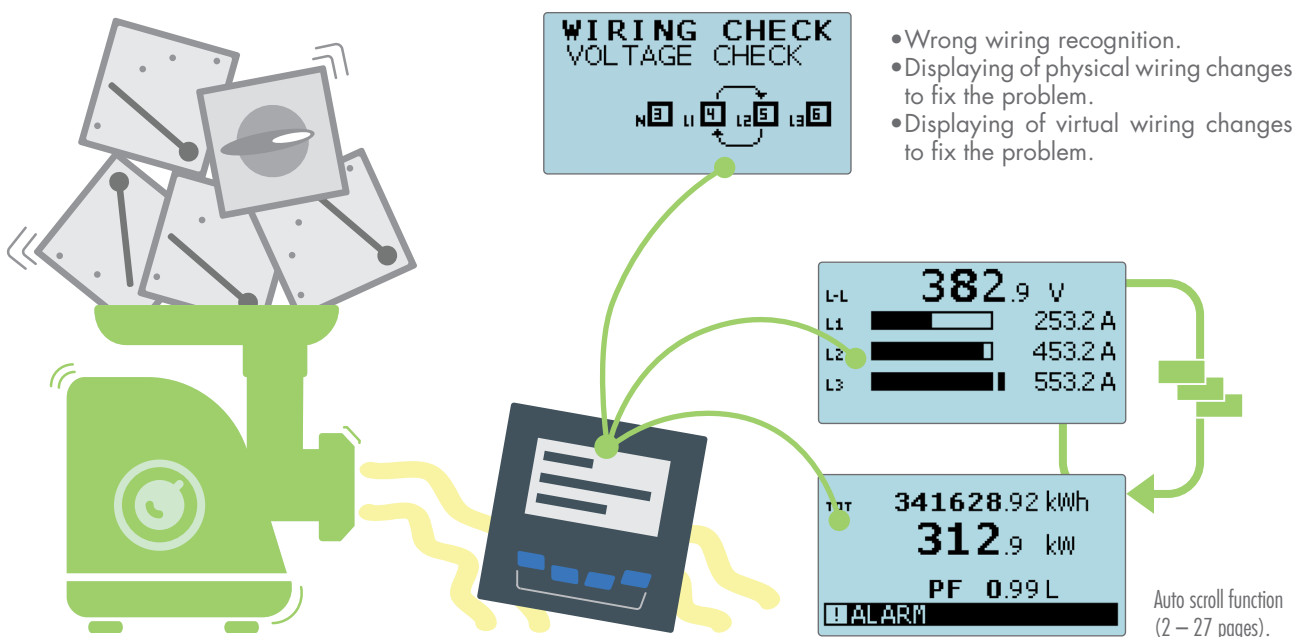 WIRING CHECK
VOLTAGE CHECK
N 3 L1 4 L2 5 L3 6
•Wrong wiring recognition.
•Displaying of physical wiring changes
to fix the problem.
•Displaying of virtual wiring changes
to fix the problem.
L-L 382.9 V
L1 253.2 A
L2 453.2 A
L3 553.2 A
TOT 341628.92 kWh
312.9 kW
PF 0.99 L
! ALARM
Auto scroll function
(2 – 27 pages).